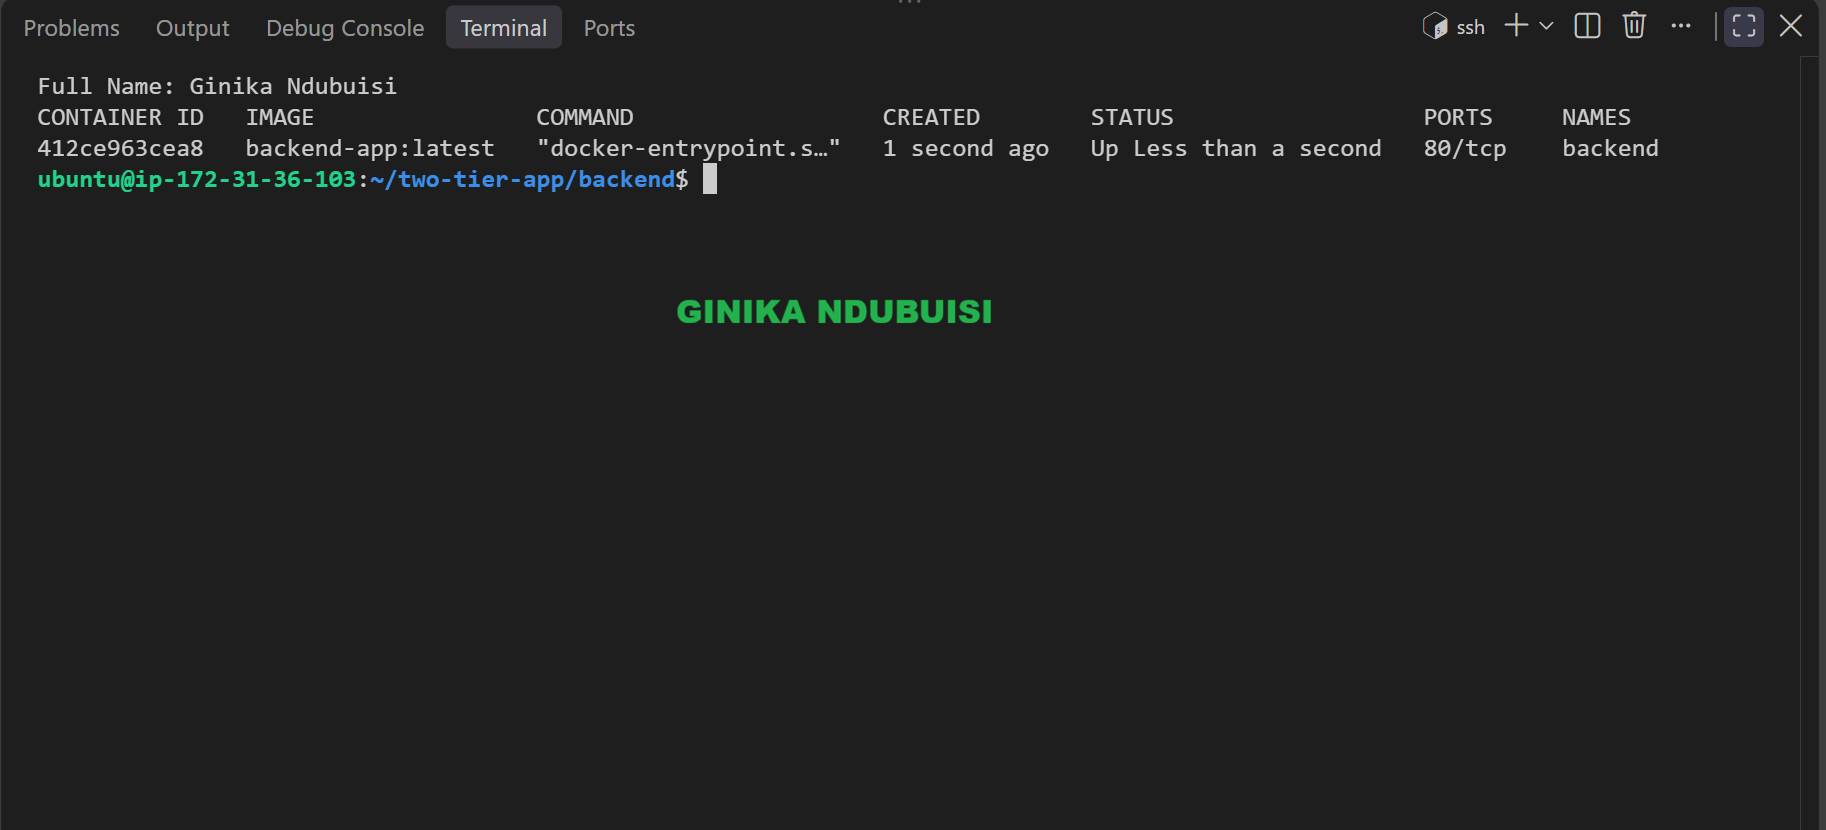 Problems Output Debug Console Terminal Ports ssh
Full Name: Ginika Ndubuisi
CONTAINER ID IMAGE COMMAND CREATED STATUS PORTS NAMES
412ce963cea8 backend-app:latest "docker-entrypoint.s…" 1 second ago Up Less than a second 80/tcp backend
ubuntu@ip-172-31-36-103:~/two-tier-app/backend$
GINIKA NDUBUISI